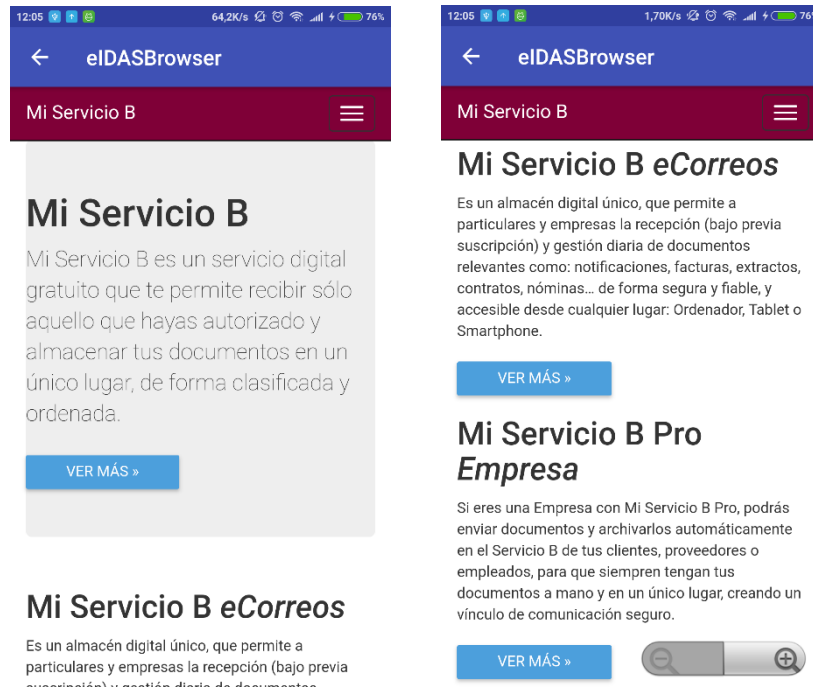 12:05 64,2K/s 76%
eIDASBrowser
Mi Servicio B
Mi Servicio B
Mi Servicio B es un servicio digital
gratuito que te permite recibir sólo
aquello que hayas autorizado y
almacenar tus documentos en un
único lugar, de forma clasificada y
ordenada.
VER MÁS »
Mi Servicio B eCorreos
Es un almacén digital único, que permite a
particulares y empresas la recepción (bajo previa
suscripción) y gestión diaria de documentos
12:05 1,70K/s 76%
eIDASBrowser
Mi Servicio B
Mi Servicio B eCorreos
Es un almacén digital único, que permite a
particulares y empresas la recepción (bajo previa
suscripción) y gestión diaria de documentos
relevantes como: notificaciones, facturas, extractos,
contratos, nóminas… de forma segura y fiable, y
accesible desde cualquier lugar: Ordenador, Tablet o
Smartphone.
VER MÁS »
Mi Servicio B Pro
Empresa
Si eres una Empresa con Mi Servicio B Pro, podrás
enviar documentos y archivarlos automáticamente
en el Servicio B de tus clientes, proveedores o
empleados, para que siempren tengan tus
documentos a mano y en un único lugar, creando un
vínculo de comunicación seguro.
VER MÁS »